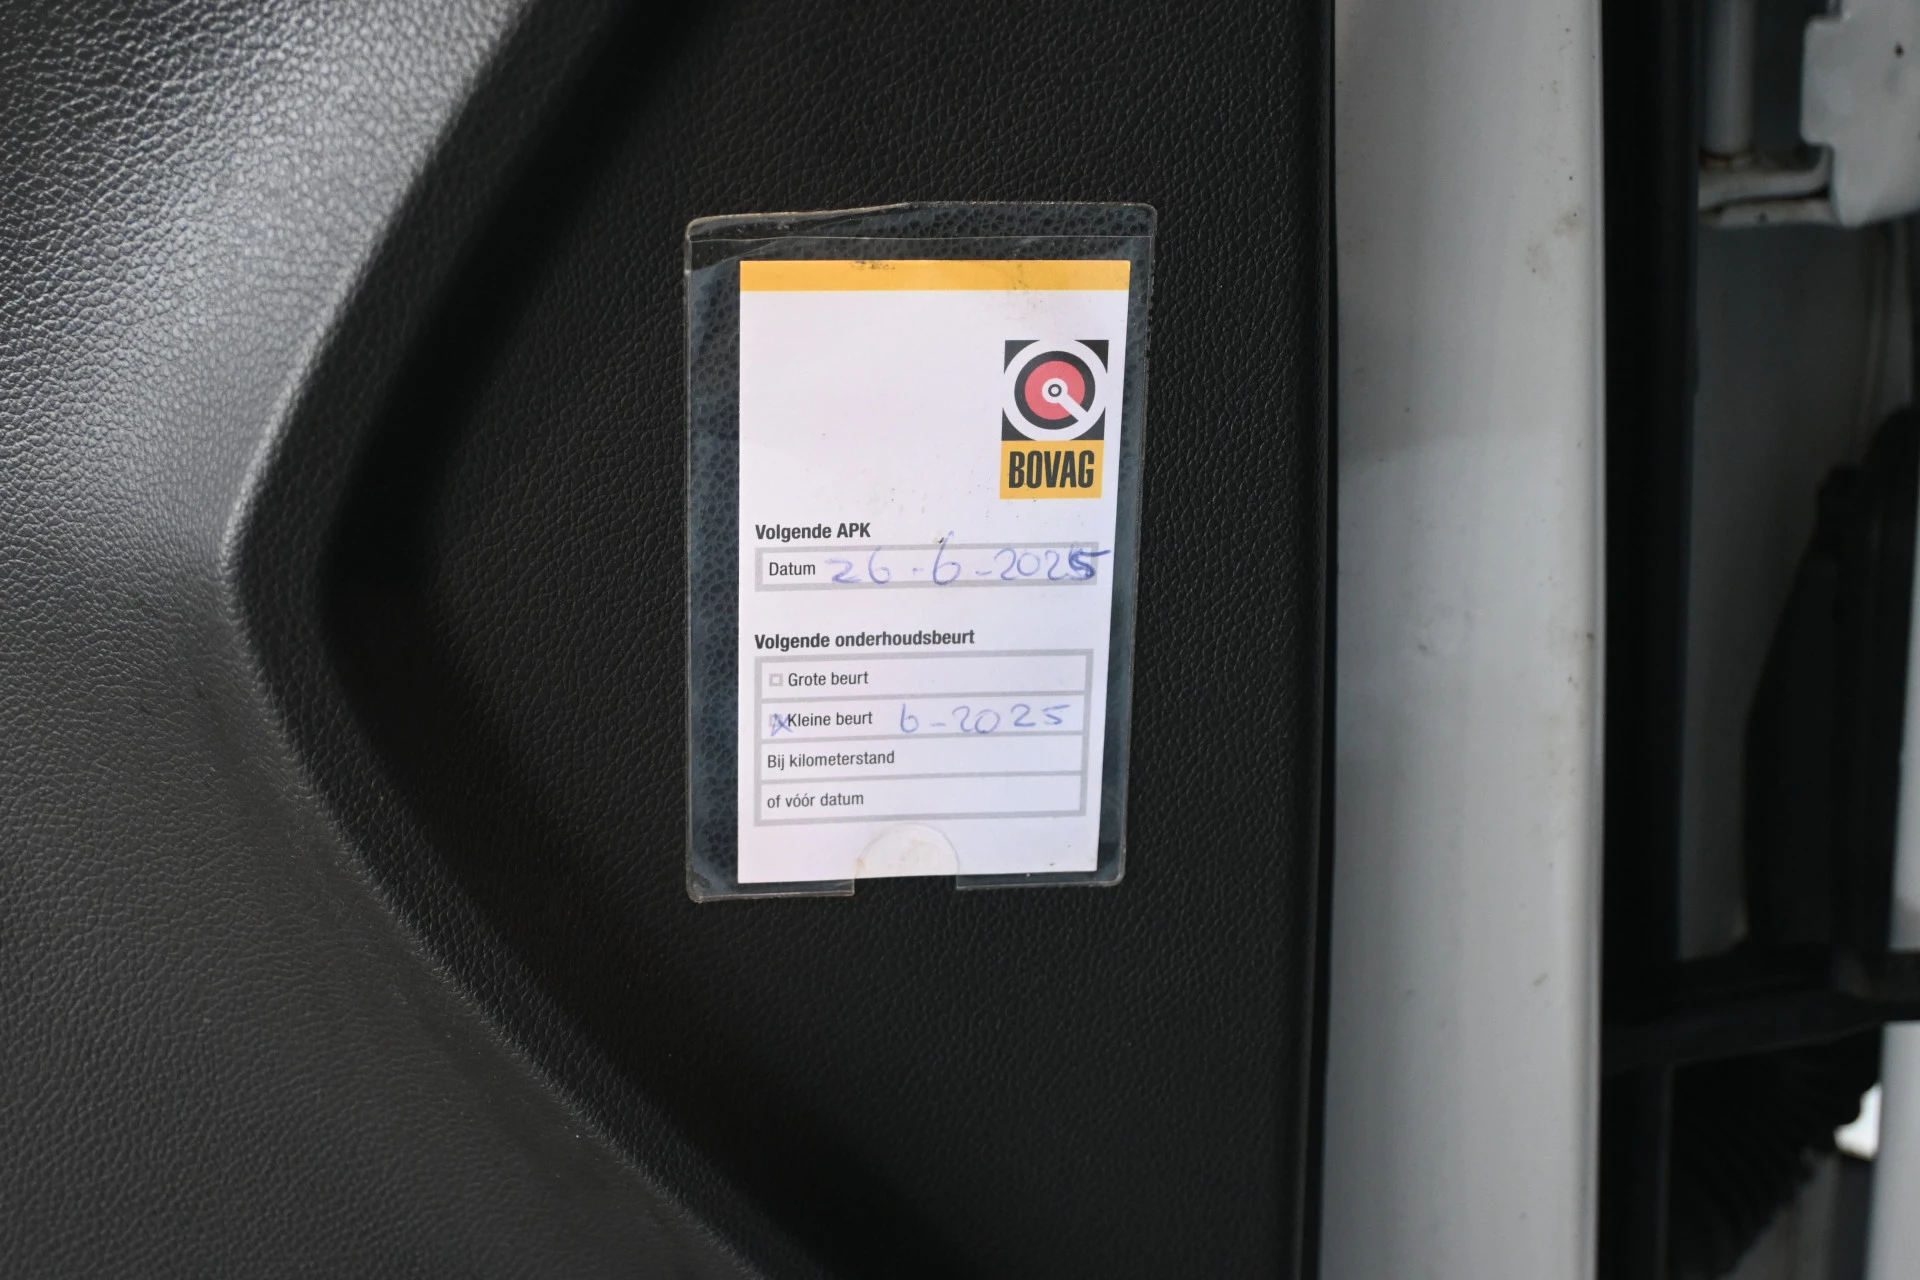 BOVAG
Volgende APK
Datum 26-6-2025
Volgende onderhoudsbeurt
Grote beurt
Kleine beurt 6-2025
Bij kilometerstand
of vóór datum